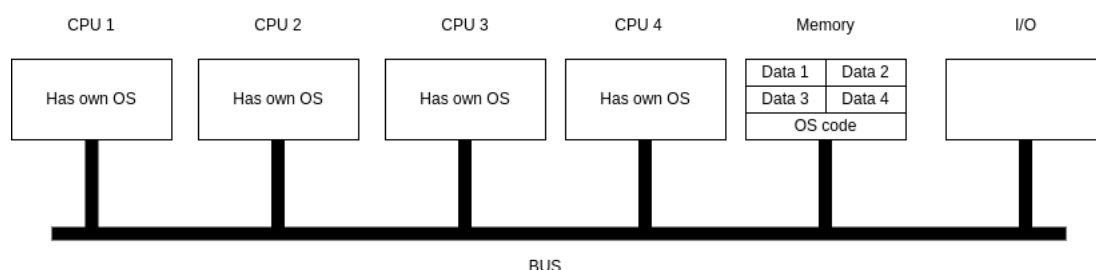 CPU 1
CPU 2
CPU 3
CPU 4
Memory
I/O
Has own OS
Has own OS
Has own OS
Has own OS
Data 1
Data 2
Data 3
Data 4
OS code
BUS